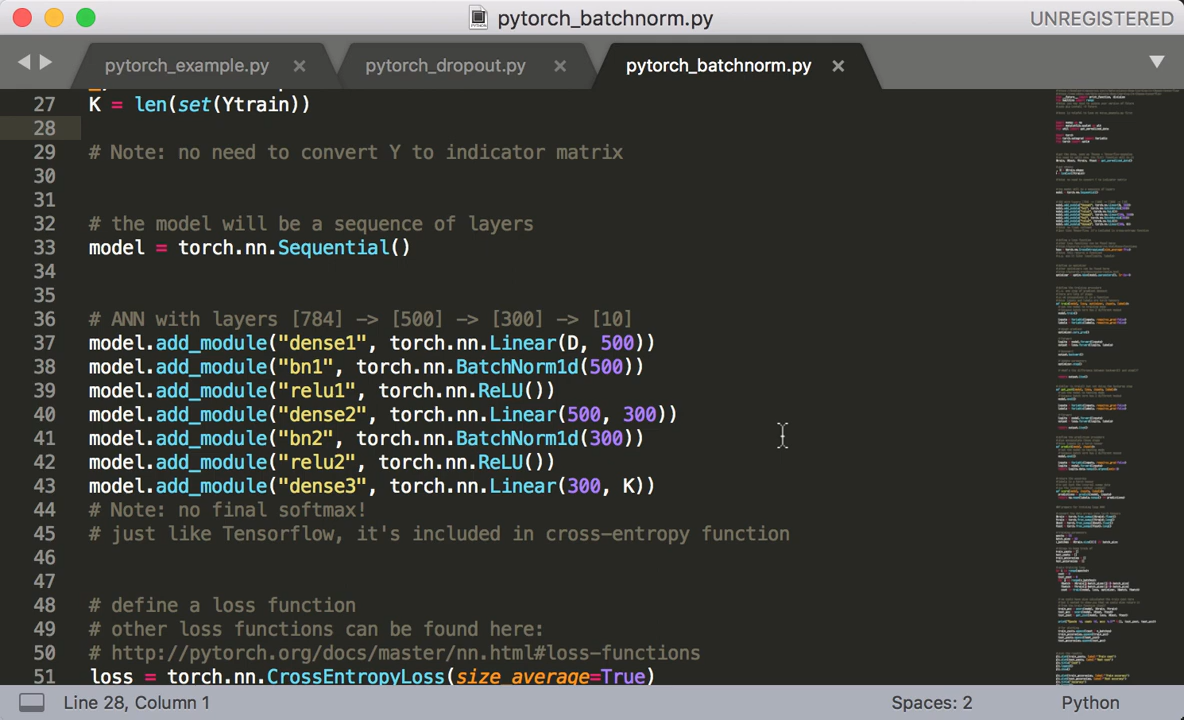 pytorch_batchnorm.py
UNREGISTERED
pytorch_example.py
pytorch_dropout.py
pytorch_batchnorm.py
27 K = len(set(Ytrain))
28
29 # Note: no need to convert Y to indicator matrix
30
31
32 # the model will be a sequence of layers
33 model = torch.nn.Sequential()
34
35
36 # ANN with layers [784] -> [500] -> [300] -> [10]
37 model.add_module("dense1", torch.nn.Linear(D, 500))
38 model.add_module("bn1", torch.nn.BatchNorm1d(500))
39 model.add_module("relu1", torch.nn.ReLU())
40 model.add_module("dense2", torch.nn.Linear(500, 300))
41 model.add_module("bn2", torch.nn.BatchNorm1d(300))
42 model.add_module("relu2", torch.nn.ReLU())
43 model.add_module("dense3", torch.nn.Linear(300, K))
44 # Note: no final softmax!
45 # just like Tensorflow, it's included in cross-entropy function
46
47
48 # define a loss function
49 # other loss functions can be found here:
50 # http://pytorch.org/docs/master/nn.html#loss-functions
51 loss = torch.nn.CrossEntropyLoss(size_average=True)
Line 28, Column 1
Spaces: 2
Python